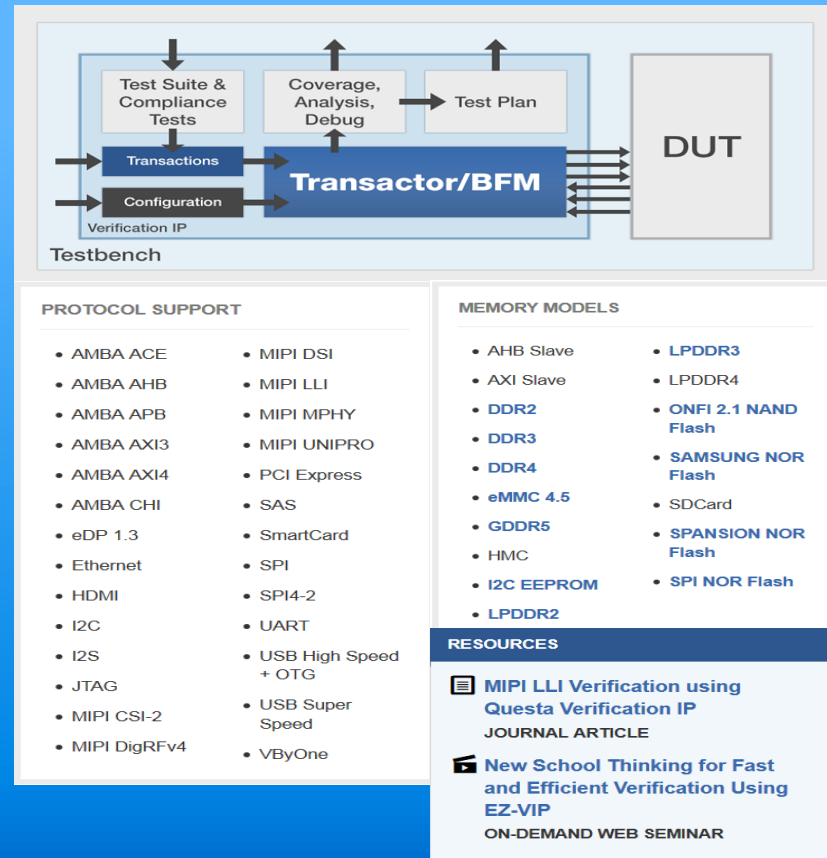 Test Suite &
Compliance
Tests
Coverage,
Analysis,
Debug
Test Plan
DUT
Transactions
Transactor/BFM
Configuration
Verification IP
Testbench
PROTOCOL SUPPORT
AMBA ACE
AMBA AHB
AMBA APB
AMBA AXI3
AMBA AXI4
AMBA CHI
eDP 1.3
Ethernet
HDMI
I2C
I2S
JTAG
MIPI CSI-2
MIPI DigRFv4
MIPI DSI
MIPI LLI
MIPI MPHY
MIPI UNIPRO
PCI Express
SAS
SmartCard
SPI
SPI4-2
UART
USB High Speed
+ OTG
USB Super
Speed
VByOne
MEMORY MODELS
AHB Slave
AXI Slave
DDR2
DDR3
DDR4
eMMC 4.5
GDDR5
HMC
I2C EEPROM
LPDDR2
LPDDR3
LPDDR4
ONFI 2.1 NAND
Flash
SAMSUNG NOR
Flash
SDCard
SPANSION NOR
Flash
SPI NOR Flash
RESOURCES
MIPI LLI Verification using
Questa Verification IP
JOURNAL ARTICLE
New School Thinking for Fast
and Efficient Verification Using
EZ-VIP
ON-DEMAND WEB SEMINAR